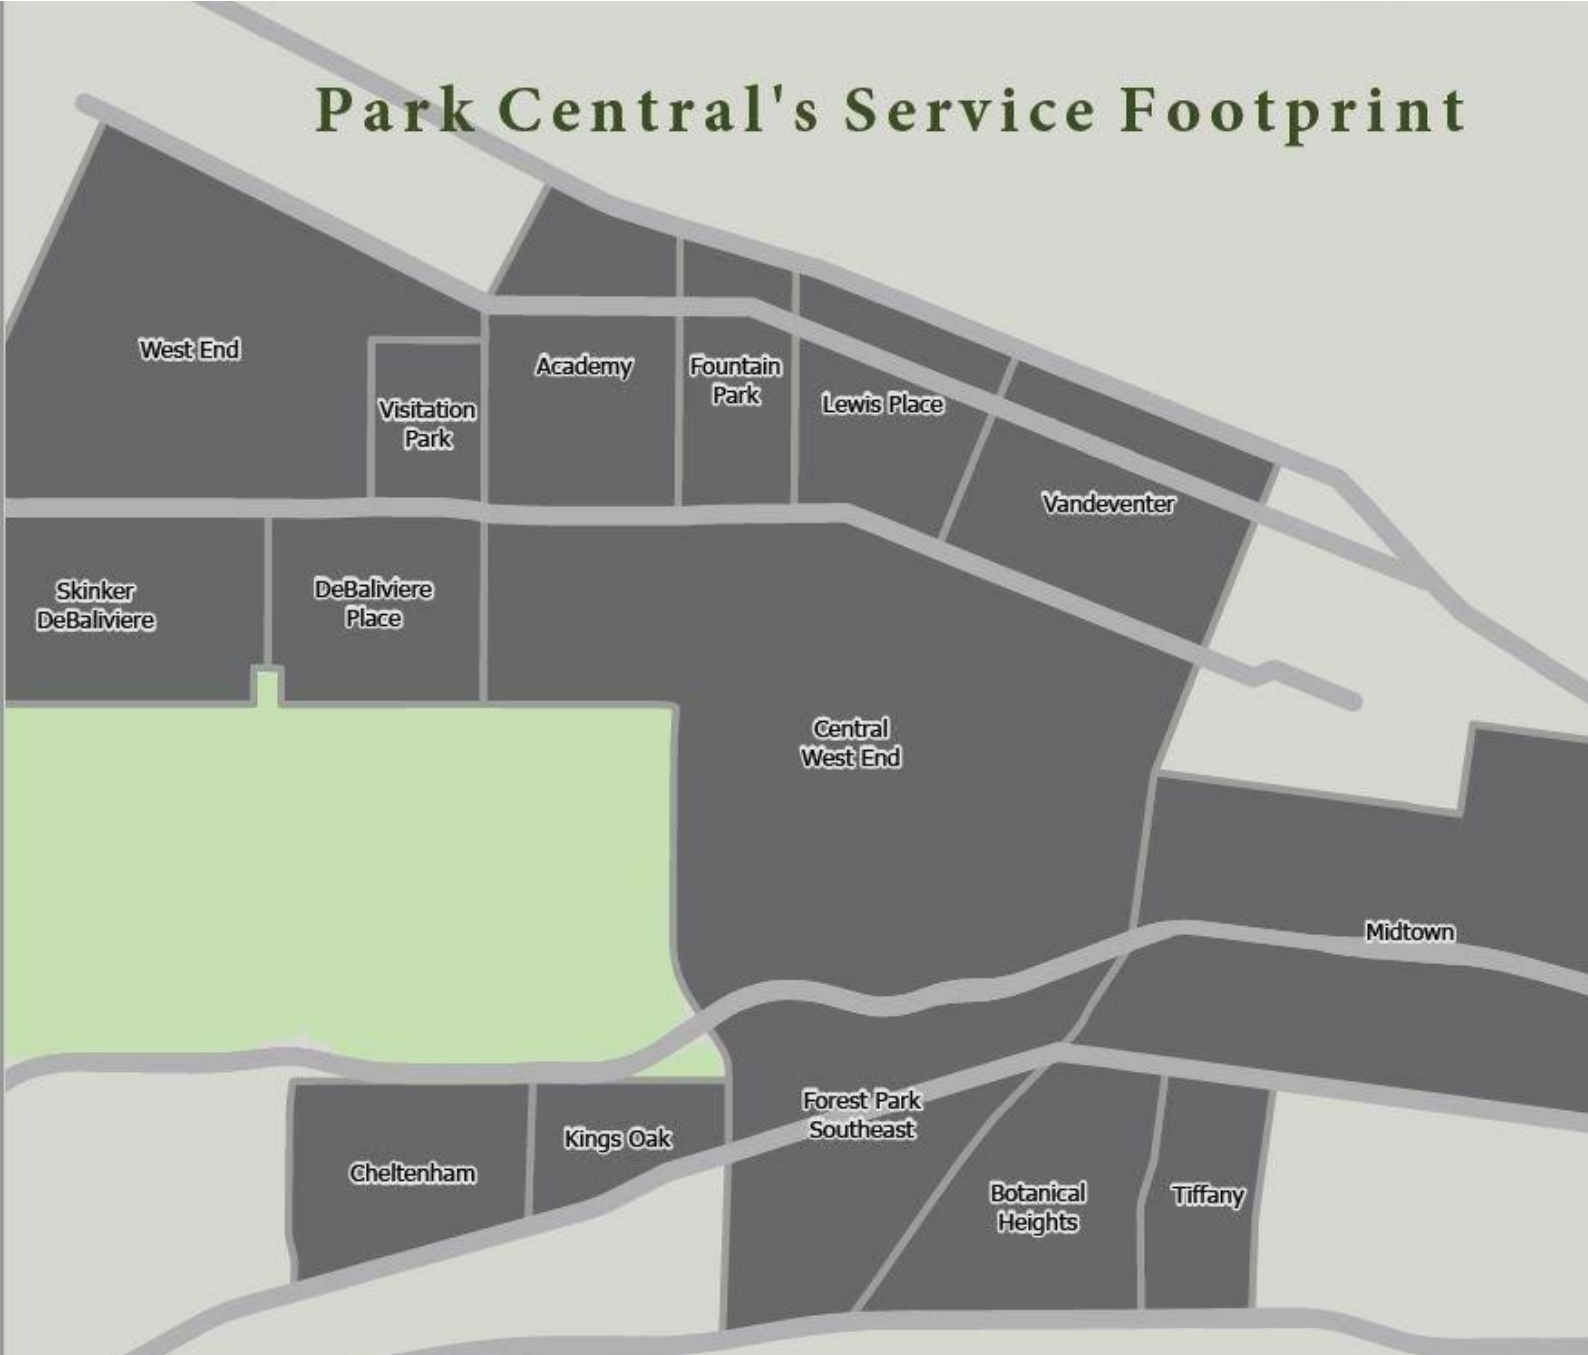 Park Central's Service Footprint
West End
Academy
Fountain
Park
Visitation
Park
Lewis Place
Vandeventer
Skinker
DeBaliviere
DeBaliviere
Place
Central
West End
Midtown
Forest Park
Southeast
Kings Oak
Cheltenham
Botanical
Heights
Tiffany